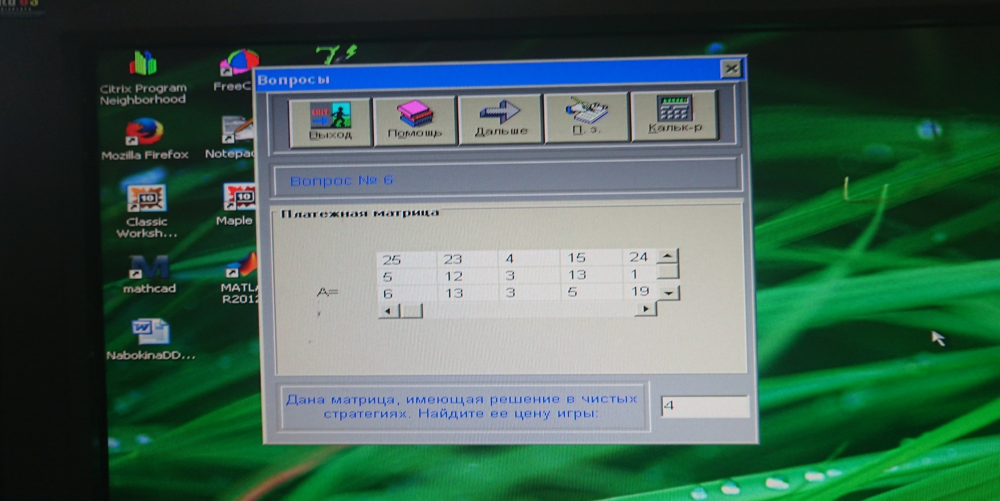 Citrix Program
Neighborhood
FreeC
Mozilla Firefox
Notepad
Classic
Worksh...
Maple
mathcad
MATLA
R2012
NabokinaDD...
Вопросы
EXIT
Выход
Помощь
Дальше
П. з.
Кальк-р
Вопрос № 6
Платежная матрица
A=
25 23 4 15 24
5 12 3 13 1
6 13 3 5 19
Дана матрица, имеющая решение в чистых
стратегиях. Найдите ее цену игры:
4